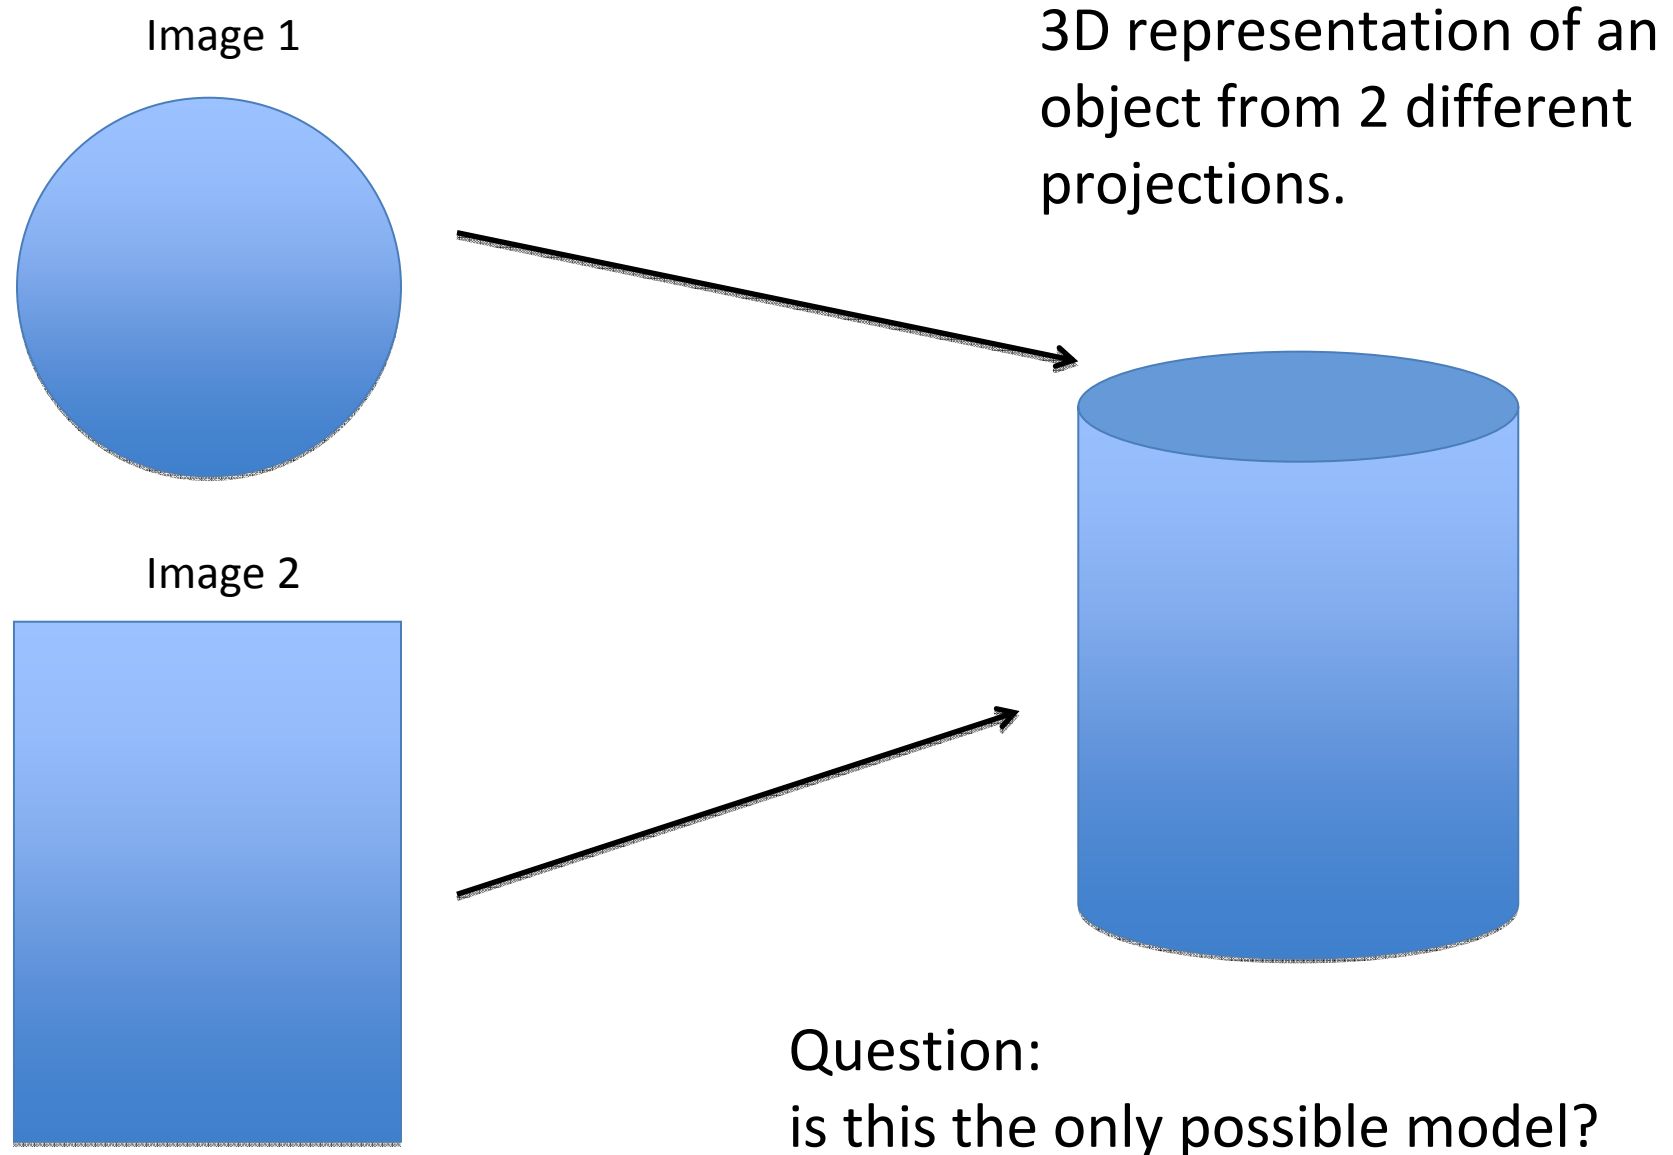 Image 1
3D representation of an
object from 2 different
projections.
Image 2
Question:
is this the only possible model?